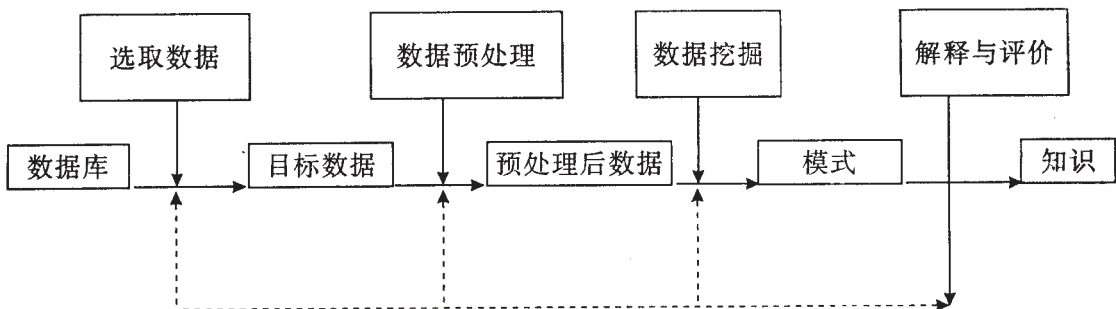 选取数据
数据预处理
数据挖掘
解释与评价
数据库
目标数据
预处理后数据
模式
知识